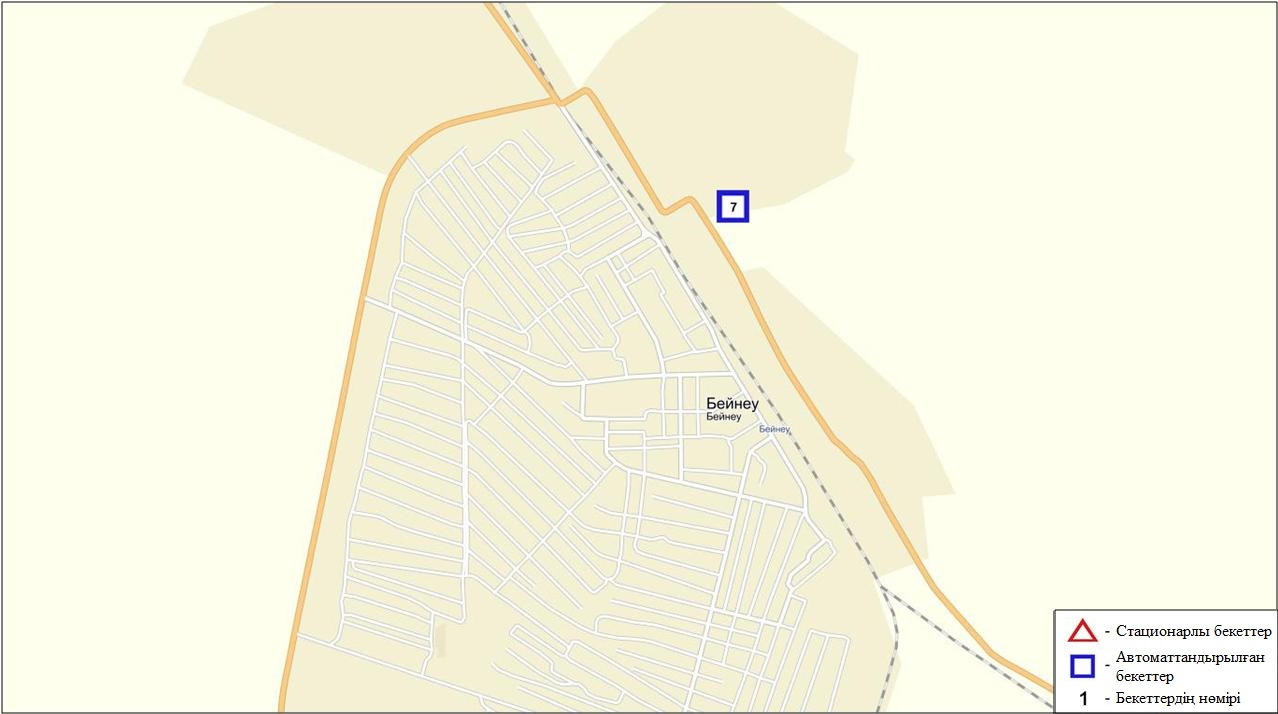 7
Бейнеу
Бейнеу
Бейнеу
- Стационарлы бекеттер
- Автоматтандырылған
бекеттер
1 - Бекеттердің нөмірі